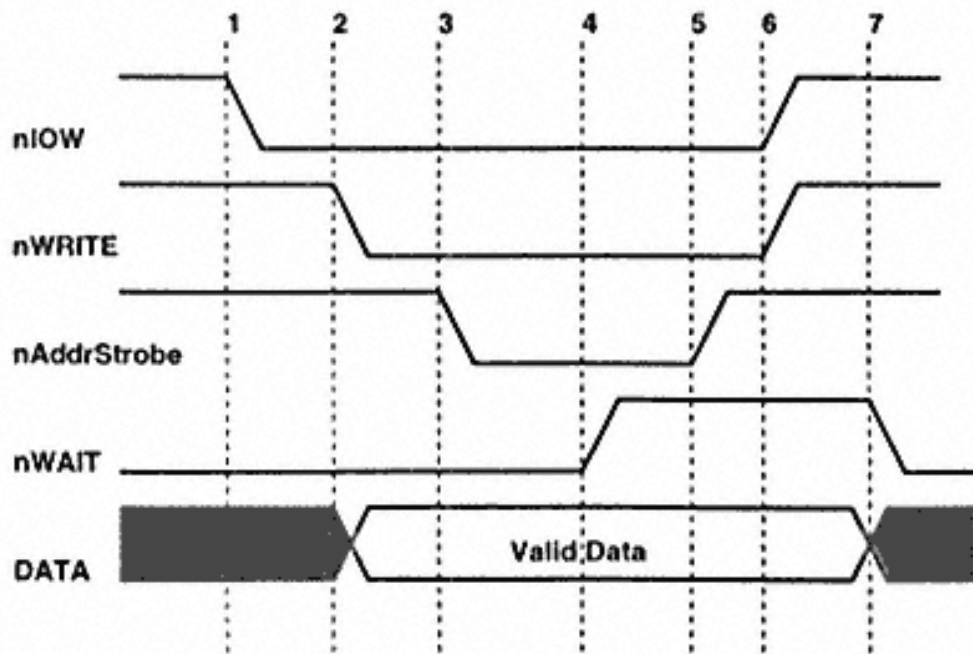 1 2 3 4 5 6 7
nIOW
nWRITE
nAddrStrobe
nWAIT
DATA
Valid Data